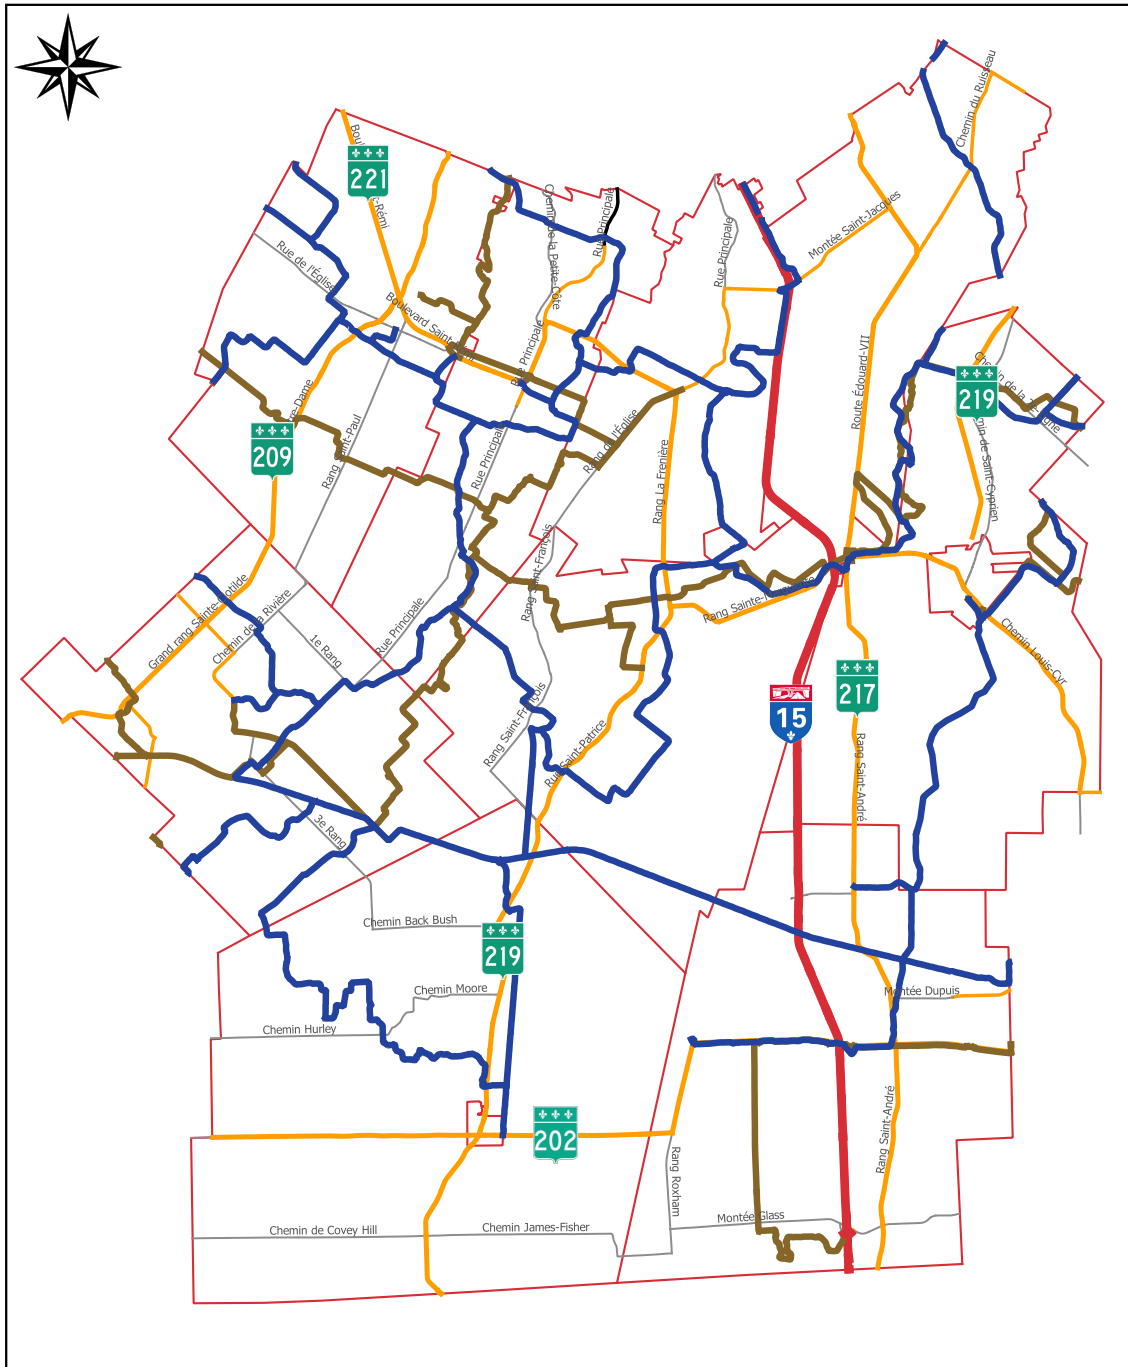 Chemin du Ruisseau
221
Rue Principale
Chemin de la Petite-Côte
Montée Saint-Jacques
Rue Principale
Rue de l'Église
Boulevard Saint-Rémi
Rue Principale
Route Édouard-VII
219
Chemin de Saint-Cyprien
209
Rang Saint-Paul
Rue Principale
Rang de l'Église
Rang La Frenière
Rang Saint-François
Grand rang Sainte-Clotilde
Chemin de la Rivière
1e Rang
Rue Principale
Chemin Louis-Cyr
217
15
Rang Saint-François
Rue Saint-Patrice
Rang Saint-André
3e Rang
Chemin Back Bush
219
Chemin Moore
Montée Dupuis
Chemin Hurley
202
Rang Roxham
Rang Saint-André
Montée Glass
Chemin de Covey Hill
Chemin James-Fisher